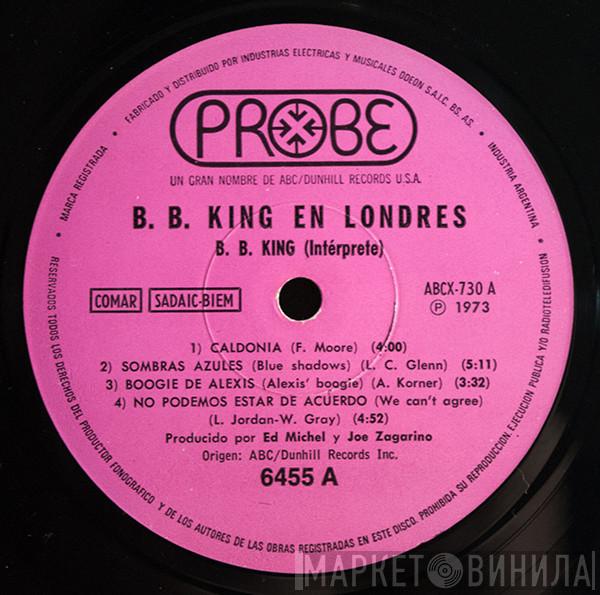 FABRICADO Y DISTRIBUIDO POR INDUSTRIAS ELECTRICAS Y MUSICALES ODEON S.A.I.C. BS. AS.
MARCA REGISTRADA
INDUSTRIA ARGENTINA
PROBE
UN GRAN NOMBRE DE ABC/DUNHILL RECORDS U.S.A.
B. B. KING EN LONDRES
B. B. KING (Intérprete)
COMAR SADAIC-BIEM
ABCX-730 A
℗ 1973
1) CALDONIA (F. Moore) (4:00)
2) SOMBRAS AZULES (Blue shadows) (L. C. Glenn) (5:11)
3) BOOGIE DE ALEXIS (Alexis' boogie) (A. Korner) (3:32)
4) NO PODEMOS ESTAR DE ACUERDO (We can't agree)
(L. Jordan-W. Gray) (4:52)
Producido por Ed Michel y Joe Zagarino
Origen: ABC/Dunhill Records Inc.
6455 A
RESERVADOS TODOS LOS DERECHOS DEL PRODUCTOR FONOGRAFICO Y DE LOS AUTORES DE LAS OBRAS REGISTRADAS EN ESTE DISCO. PROHIBIDA SU REPRODUCCION, EJECUCION PUBLICA Y/O RADIOTELEDIFUSION
МАРКЕТ ВИНИЛА